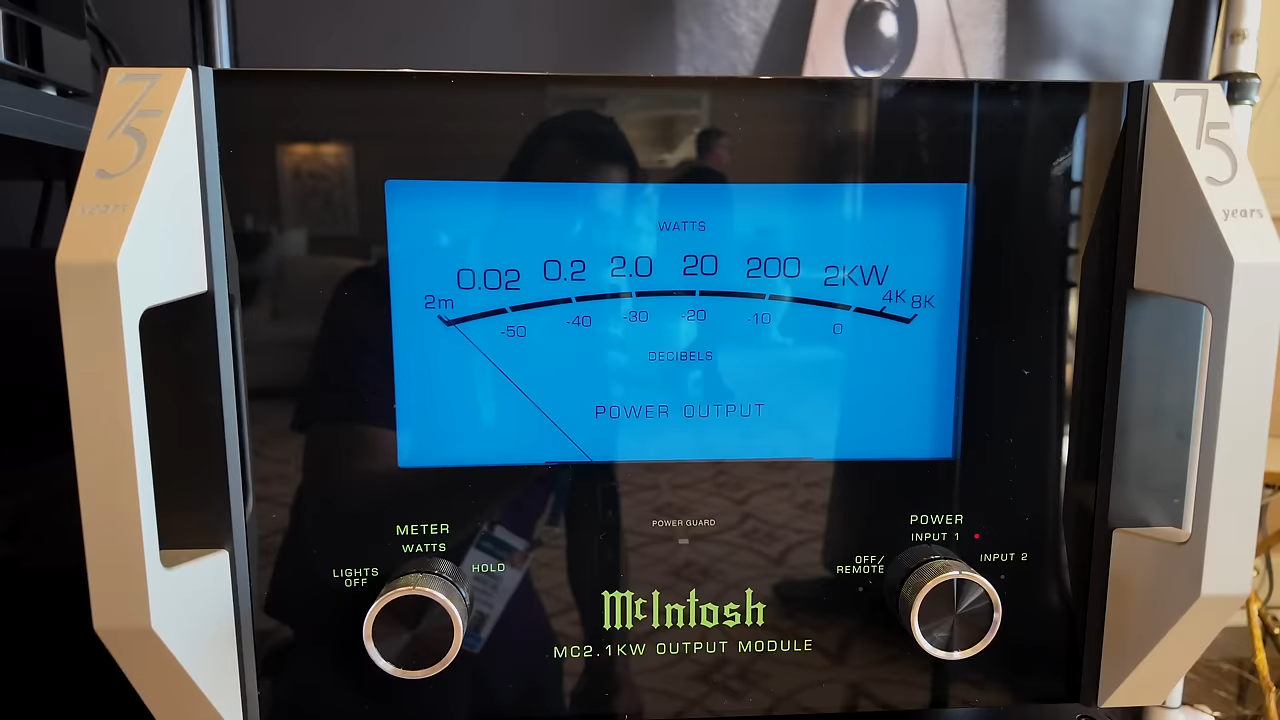 75
years
75
years
WATTS
0.02 0.2 2.0 20 200 2KW
2m 4K 8K
-50 -40 -30 -20 -10 0
DECIBELS
POWER OUTPUT
METER
WATTS
LIGHTS
OFF
HOLD
POWER GUARD
POWER
INPUT 1
OFF/
REMOTE
INPUT 2
McIntosh
MC2.1KW OUTPUT MODULE